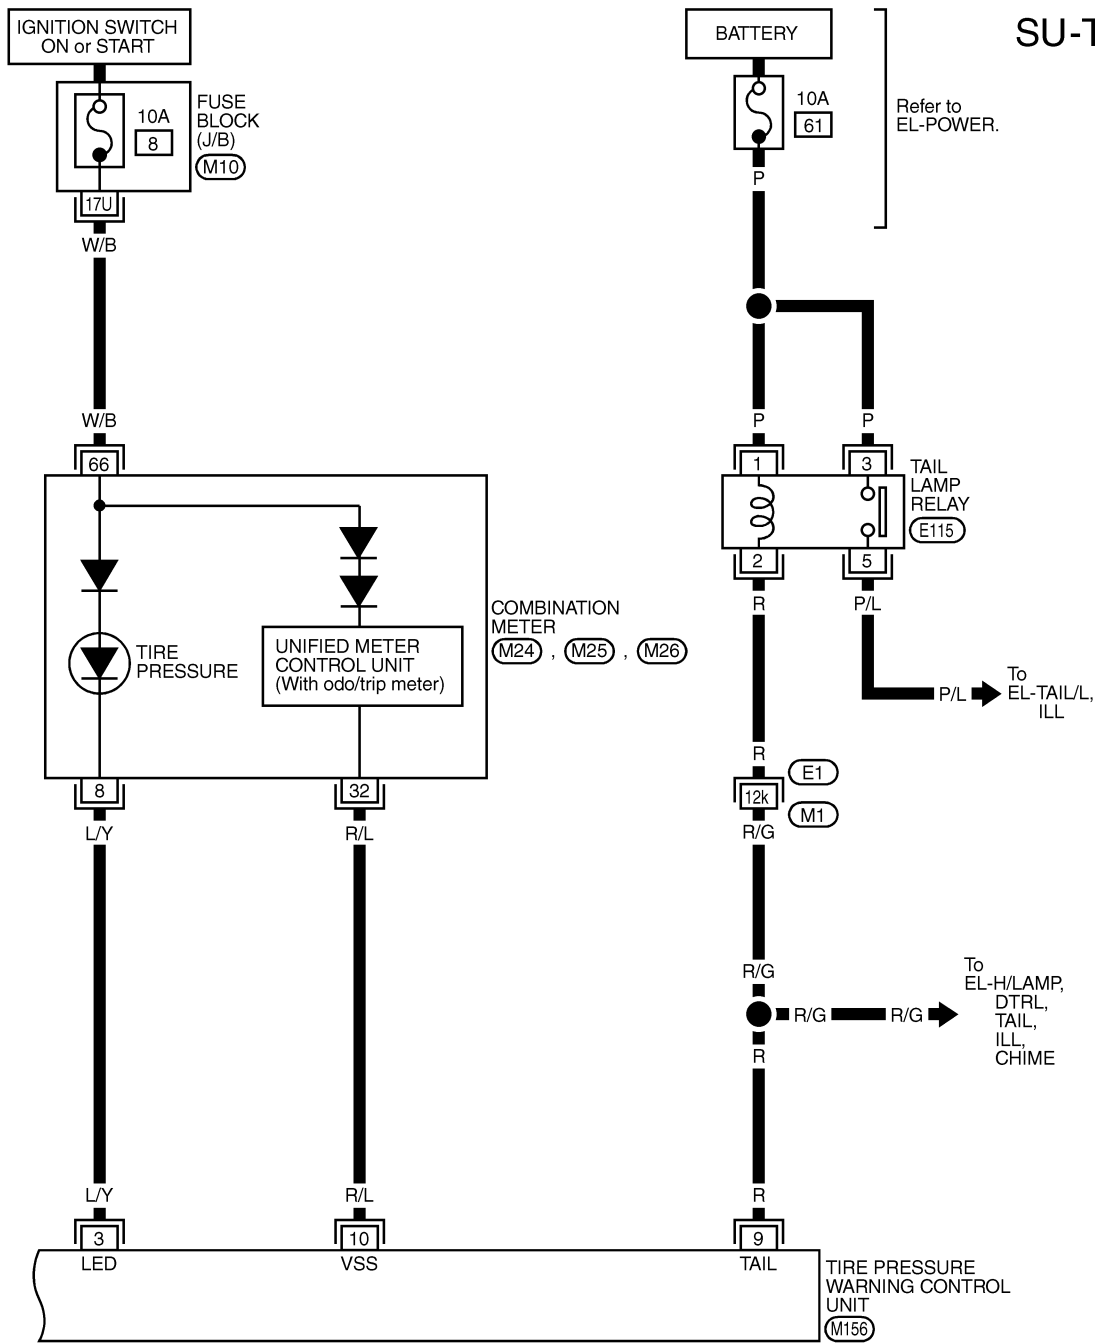 IGNITION SWITCH
ON or START
10A
8
FUSE
BLOCK
(J/B)
M10
17U
W/B
W/B
66
BATTERY
10A
61
Refer to
EL-POWER.
SU-T
P
P
P
1
3
TAIL
LAMP
RELAY
E115
2
5
R
P/L
P/L
To
EL-TAIL/L,
ILL
TIRE
PRESSURE
UNIFIED METER
CONTROL UNIT
(With odo/trip meter)
COMBINATION
METER
M24 , M25 , M26
8
32
L/Y
R/L
R
E1
12k
M1
R/G
R/G
R/G
R/G
To
EL-H/LAMP,
DTRL,
TAIL,
ILL,
CHIME
R
L/Y
R/L
R
3
10
9
LED
VSS
TAIL
TIRE PRESSURE
WARNING CONTROL
UNIT
M156